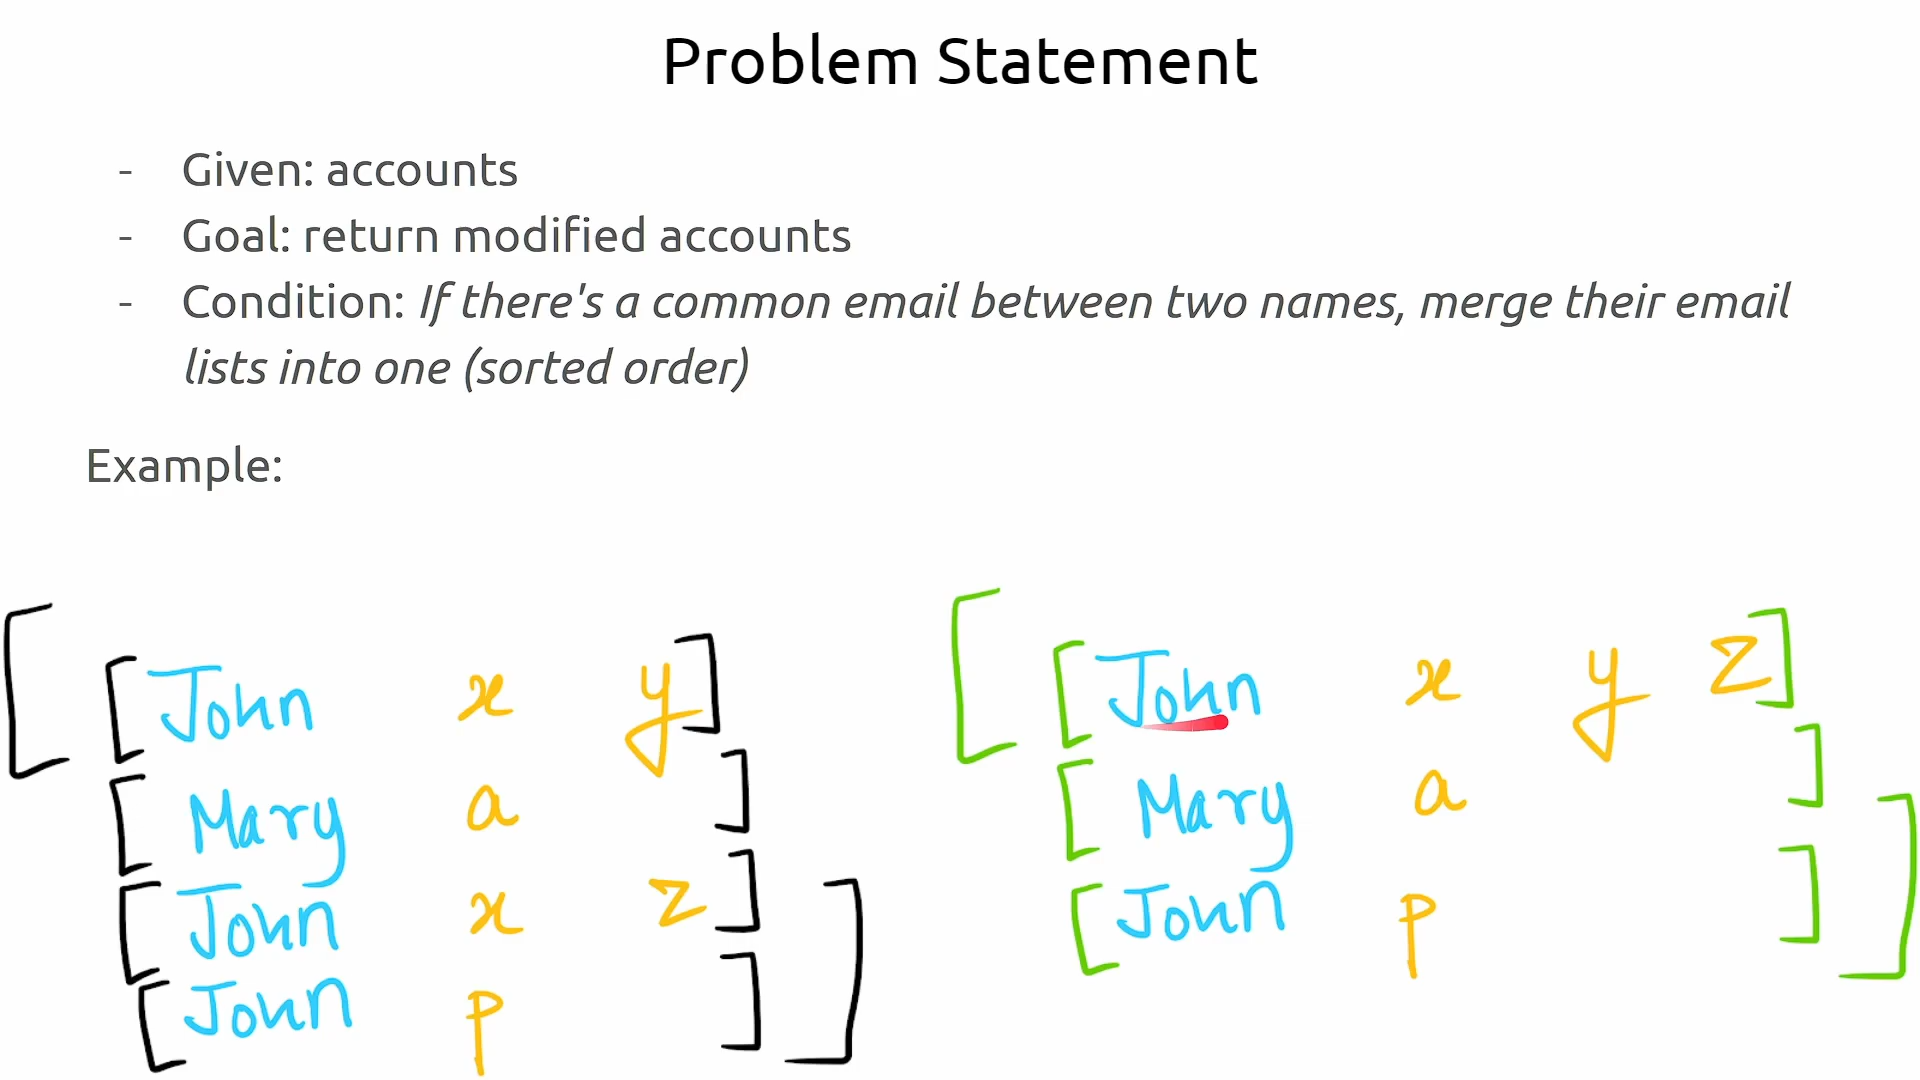 Problem Statement
- Given: accounts
- Goal: return modified accounts
- Condition: If there's a common email between two names, merge their email
lists into one (sorted order)
Example:
[ [ John x y ]
[ Mary a ]
[ John x z ]
[ John p ] ]
[ [ John x y z ]
[ Mary a ]
[ John p ] ]